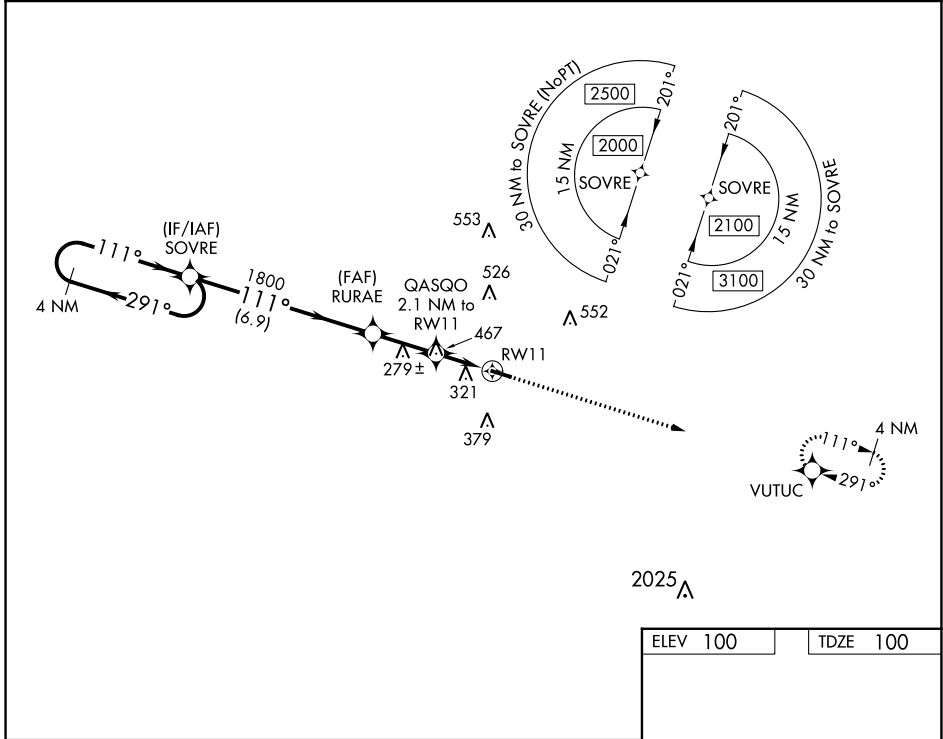 30 NM to SOVRE (NoPT)
2500
201°
2000
15 NM
SOVRE
021°
201°
SOVRE
2100
15 NM
30 NM to SOVRE
021°
3100
553
(IF/IAF)
SOVRE
111°
291°
4 NM
1800
111°
(6.9)
(FAF)
RURAE
QASQO
2.1 NM to
RW11
526
552
467
279±
321
RW11
379
4 NM
111°
291°
VUTUC
2025
ELEV 100
TDZE 100